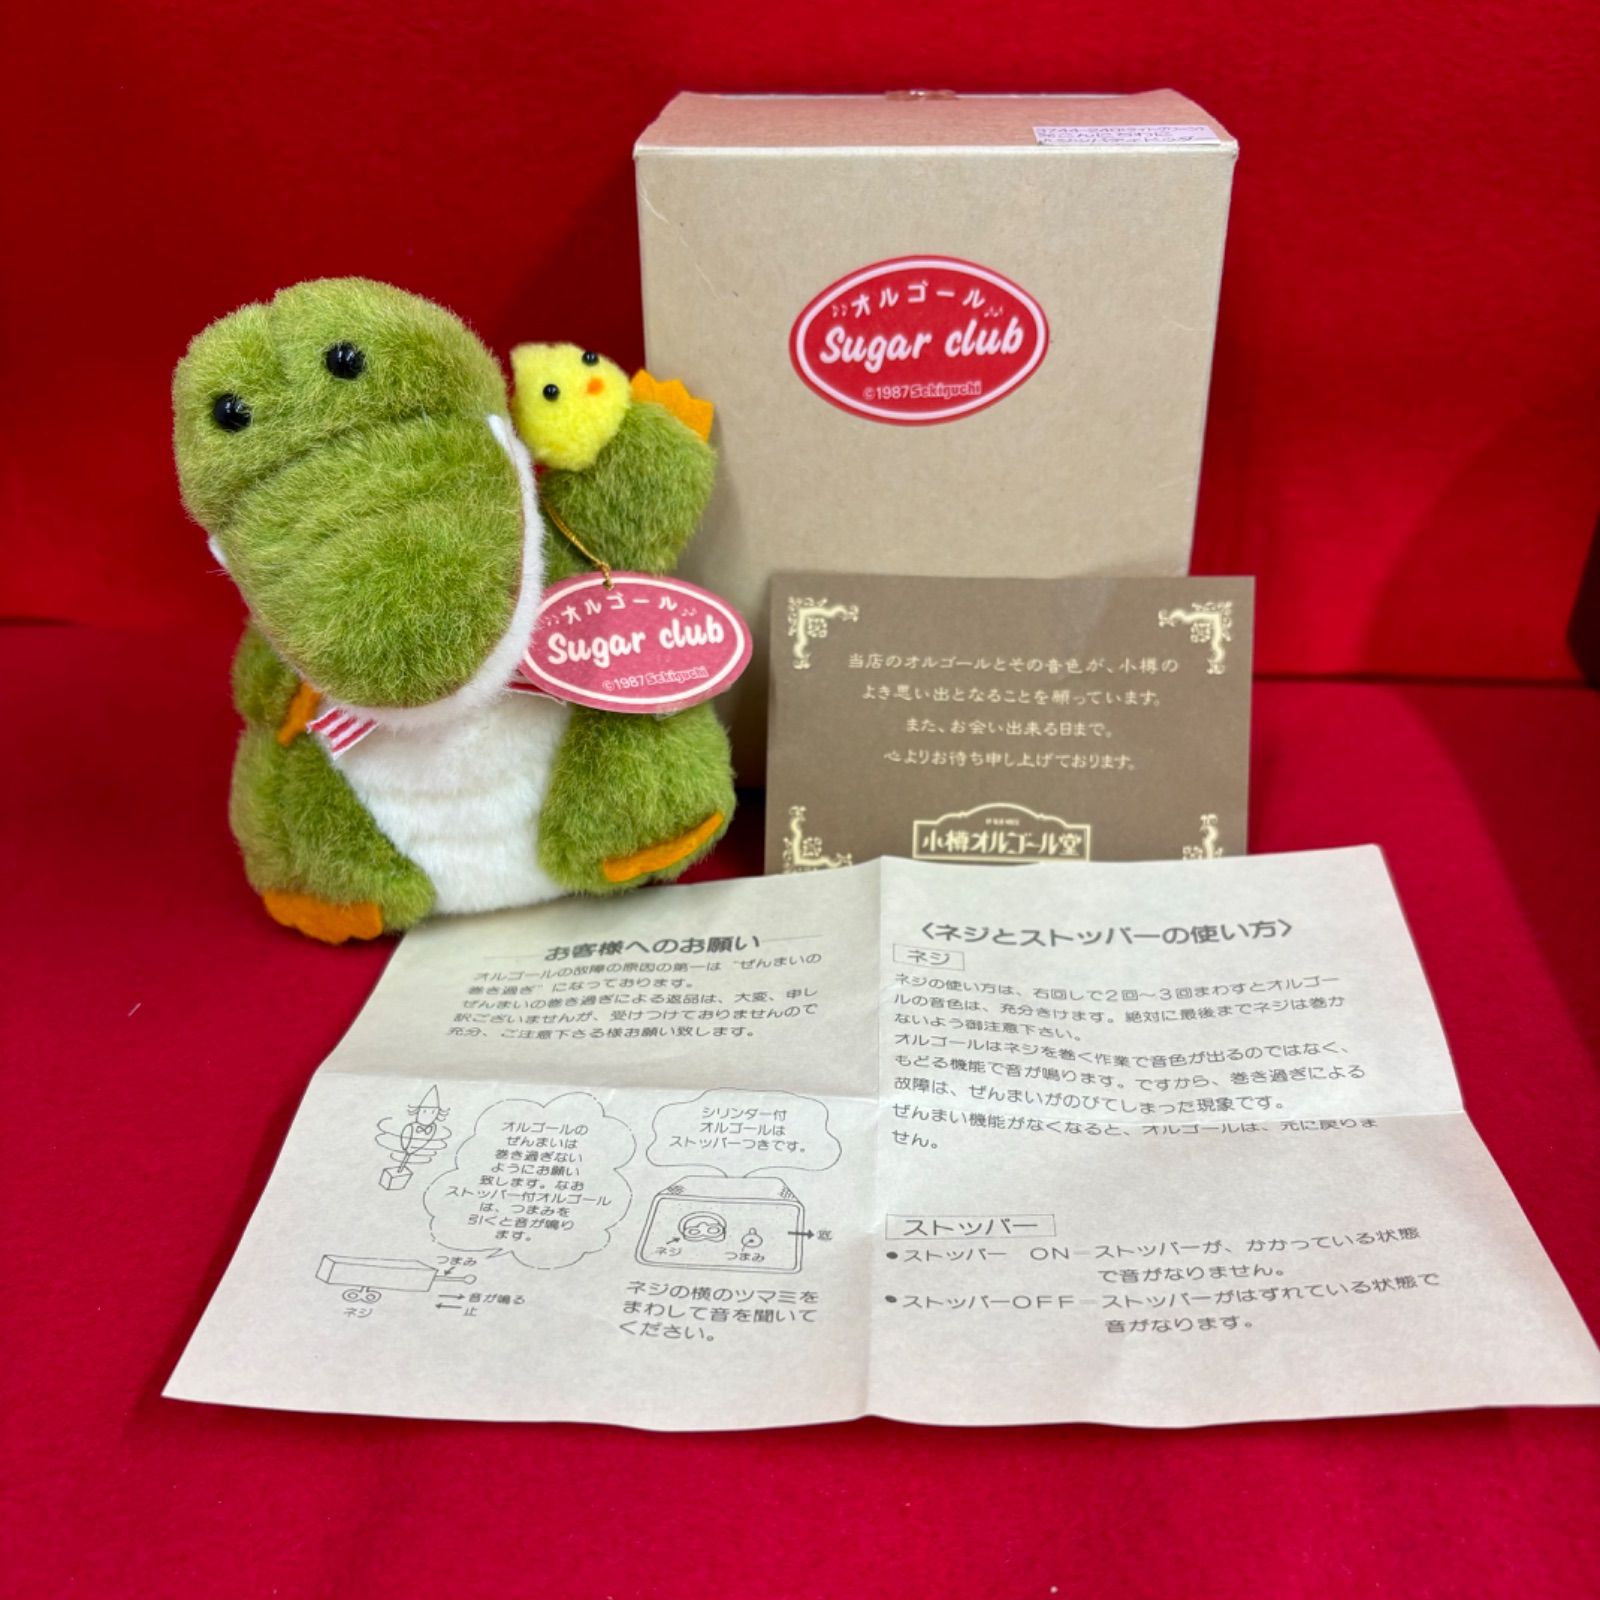 オルゴール
Sugar club
©1987 Sekiguchi
オルゴール
Sugar club
©1987 Sekiguchi
当店のオルゴールとその音色が、小樽の
よき思い出となることを願っています。
また、お会い出来る日まで。
心よりお待ち申し上げております。
小樽オルゴール堂
お客様へのお願い
オルゴールの故障の原因の第一は“ぜんまいの
巻き過ぎ”になっております。
ぜんまいの巻き過ぎによる返品は、大変、申し
訳ございませんが、受けつけておりませんので
充分、ご注意下さる様お願い致します。
オルゴールの
ぜんまいは
巻き過ぎない
ようにお願い
致します。なお
ストッパー付オルゴール
は、つまみを
引くと音が鳴り
ます。
つまみ
音が鳴る
止
ネジ
シリンダー付
オルゴールは
ストッパーつきです。
ネジ
つまみ
底
ネジの横のツマミを
まわして音を聞いて
ください。
〈ネジとストッパーの使い方〉
ネジ
ネジの使い方は、右回しで2回〜3回まわすとオルゴー
ルの音色は、充分きけます。絶対に最後までネジは巻か
ないよう御注意下さい。
オルゴールはネジを巻く作業で音色が出るのではなく、
もどる機能で音が鳴ります。ですから、巻き過ぎによる
故障は、ぜんまいがのびてしまった現象です。
ぜんまい機能がなくなると、オルゴールは、元に戻りま
せん。
ストッパー
●ストッパー ON－ストッパーが、かかっている状態
で音がなりません。
●ストッパーOFF－ストッパーがはずれている状態で
音がなります。